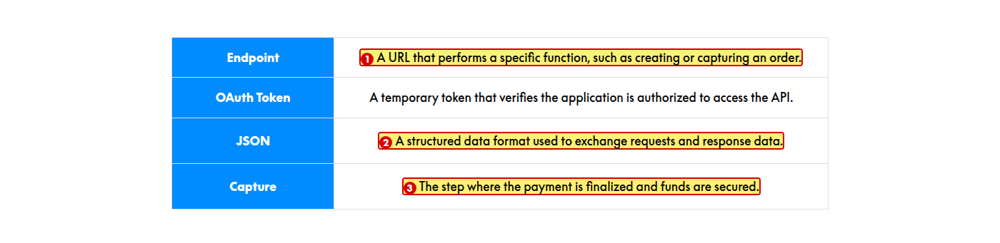 Endpoint
1 A URL that performs a specific function, such as creating or capturing an order.
OAuth Token
A temporary token that verifies the application is authorized to access the API.
JSON
2 A structured data format used to exchange requests and response data.
Capture
3 The step where the payment is finalized and funds are secured.